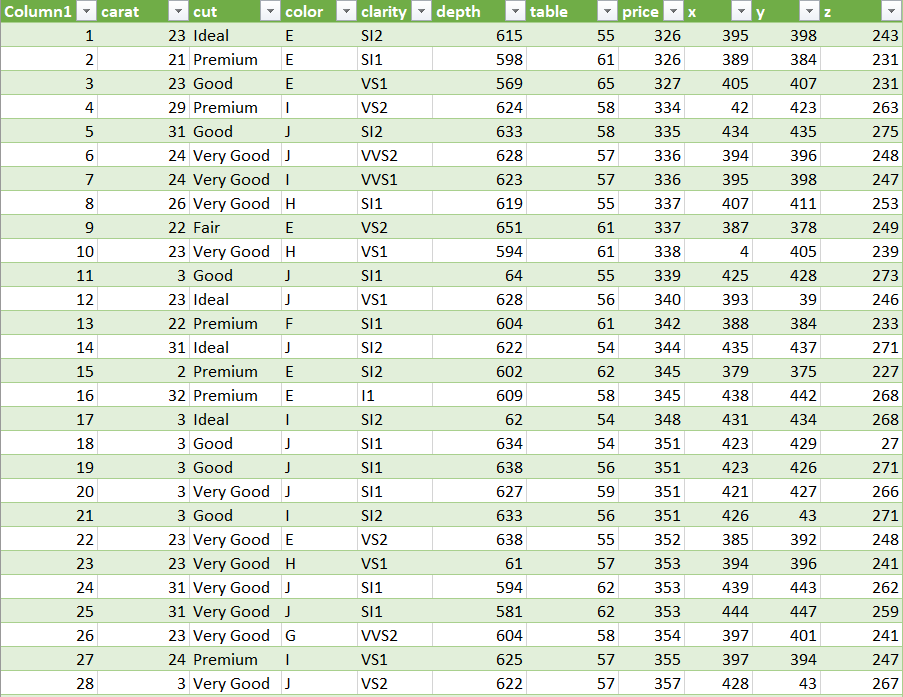 Column1 carat cut color clarity depth table price x y z
1 23 Ideal E SI2 615 55 326 395 398 243
2 21 Premium E SI1 598 61 326 389 384 231
3 23 Good E VS1 569 65 327 405 407 231
4 29 Premium I VS2 624 58 334 42 423 263
5 31 Good J SI2 633 58 335 434 435 275
6 24 Very Good J VVS2 628 57 336 394 396 248
7 24 Very Good I VVS1 623 57 336 395 398 247
8 26 Very Good H SI1 619 55 337 407 411 253
9 22 Fair E VS2 651 61 337 387 378 249
10 23 Very Good H VS1 594 61 338 4 405 239
11 3 Good J SI1 64 55 339 425 428 273
12 23 Ideal J VS1 628 56 340 393 39 246
13 22 Premium F SI1 604 61 342 388 384 233
14 31 Ideal J SI2 622 54 344 435 437 271
15 2 Premium E SI2 602 62 345 379 375 227
16 32 Premium E I1 609 58 345 438 442 268
17 3 Ideal I SI2 62 54 348 431 434 268
18 3 Good J SI1 634 54 351 423 429 27
19 3 Good J SI1 638 56 351 423 426 271
20 3 Very Good J SI1 627 59 351 421 427 266
21 3 Good I SI2 633 56 351 426 43 271
22 23 Very Good E VS2 638 55 352 385 392 248
23 23 Very Good H VS1 61 57 353 394 396 241
24 31 Very Good J SI1 594 62 353 439 443 262
25 31 Very Good J SI1 581 62 353 444 447 259
26 23 Very Good G VVS2 604 58 354 397 401 241
27 24 Premium I VS1 625 57 355 397 394 247
28 3 Very Good J VS2 622 57 357 428 43 267